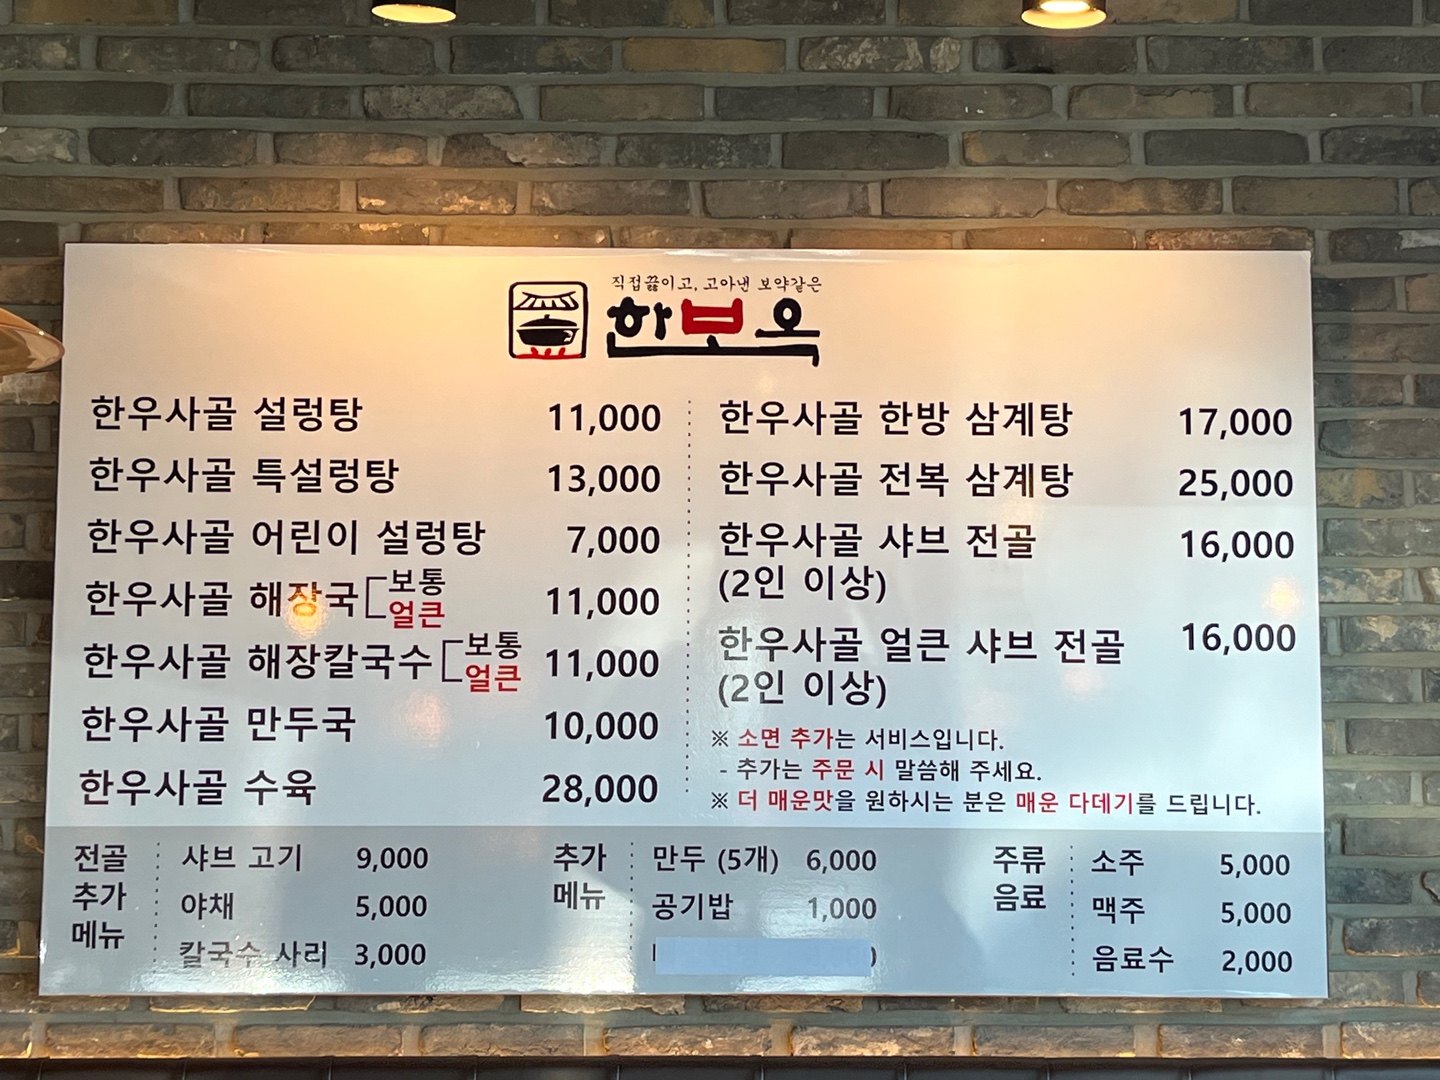 직접끓이고, 고아낸 보약같은
한보옥
한우사골 설렁탕 11,000
한우사골 특설렁탕 13,000
한우사골 어린이 설렁탕 7,000
한우사골 해장국 보통 얼큰 11,000
한우사골 해장칼국수 보통 얼큰 11,000
한우사골 만두국 10,000
한우사골 수육 28,000
한우사골 한방 삼계탕 17,000
한우사골 전복 삼계탕 25,000
한우사골 샤브 전골 16,000
(2인 이상)
한우사골 얼큰 샤브 전골 16,000
(2인 이상)
※ 소면 추가는 서비스입니다.
- 추가는 주문 시 말씀해 주세요.
※ 더 매운맛을 원하시는 분은 매운 다데기를 드립니다.
전골 추가 메뉴
샤브 고기 9,000
야채 5,000
칼국수 사리 3,000
추가 메뉴
만두 (5개) 6,000
공기밥 1,000
주류 음료
소주 5,000
맥주 5,000
음료수 2,000